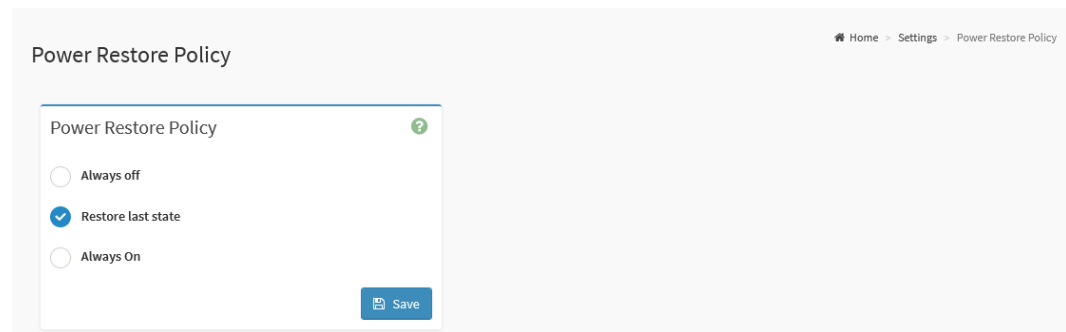 Home > Settings > Power Restore Policy
Power Restore Policy
Power Restore Policy
Always off
Restore last state
Always On
Save